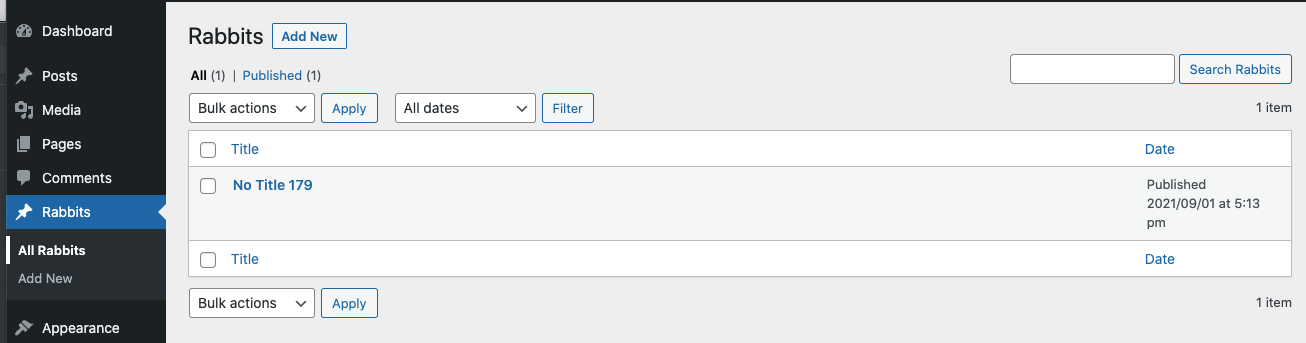 Dashboard
Posts
Media
Pages
Comments
Rabbits
All Rabbits
Add New
Appearance
Rabbits Add New
All (1) | Published (1)
Search Rabbits
Bulk actions Apply All dates Filter
1 item
Title Date
No Title 179
Published
2021/09/01 at 5:13
pm
Title Date
Bulk actions Apply
1 item